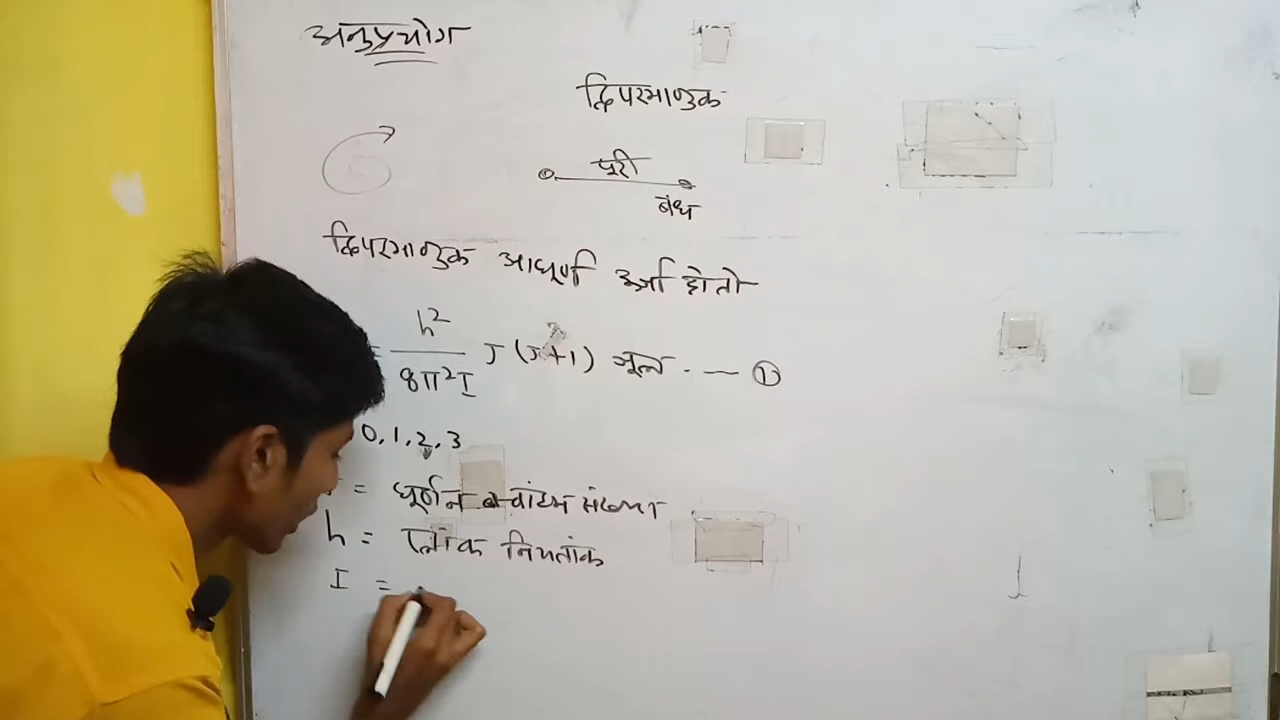 अनुप्रयोग
द्विपरमाणुक
दूरी
बंध
द्विपरमाणुक आघूर्ण ऊर्जा हो तो
= h²/8π²I J(J+1) जूल. — ①
0, 1, 2, 3
= घूर्णन क्वांटम संख्या
h = प्लांक नियतांक
I =